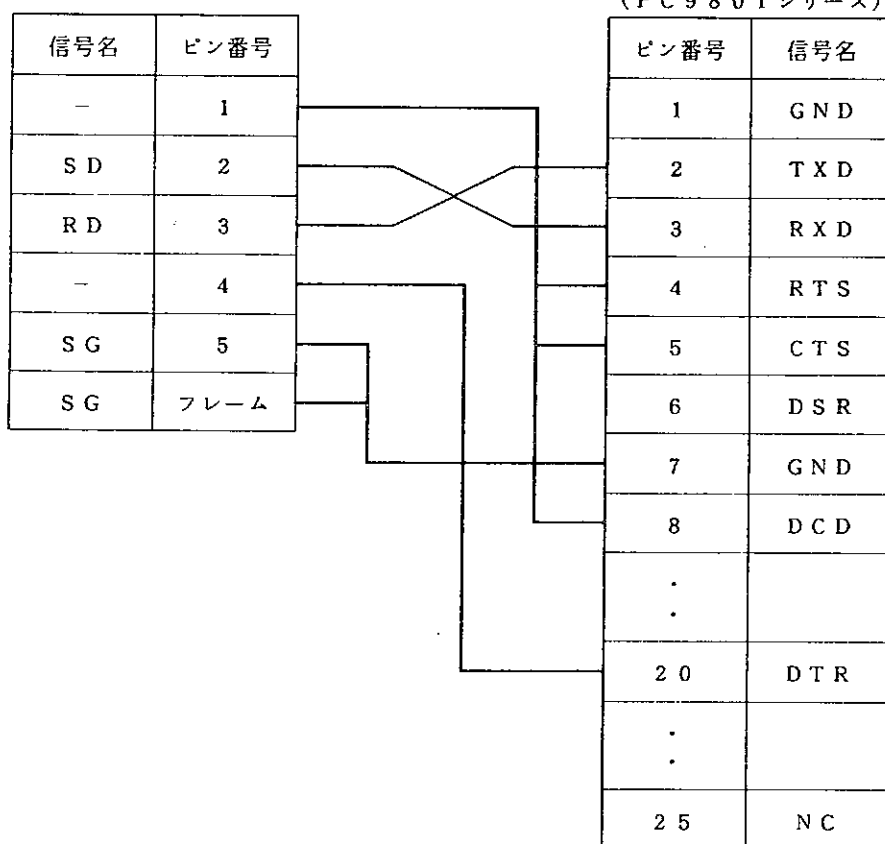 (PC9801シリーズ)
信号名 ピン番号
− 1
SD 2
RD 3
− 4
SG 5
SG フレーム
ピン番号 信号名
1 GND
2 TXD
3 RXD
4 RTS
5 CTS
6 DSR
7 GND
8 DCD
:
20 DTR
:
25 NC